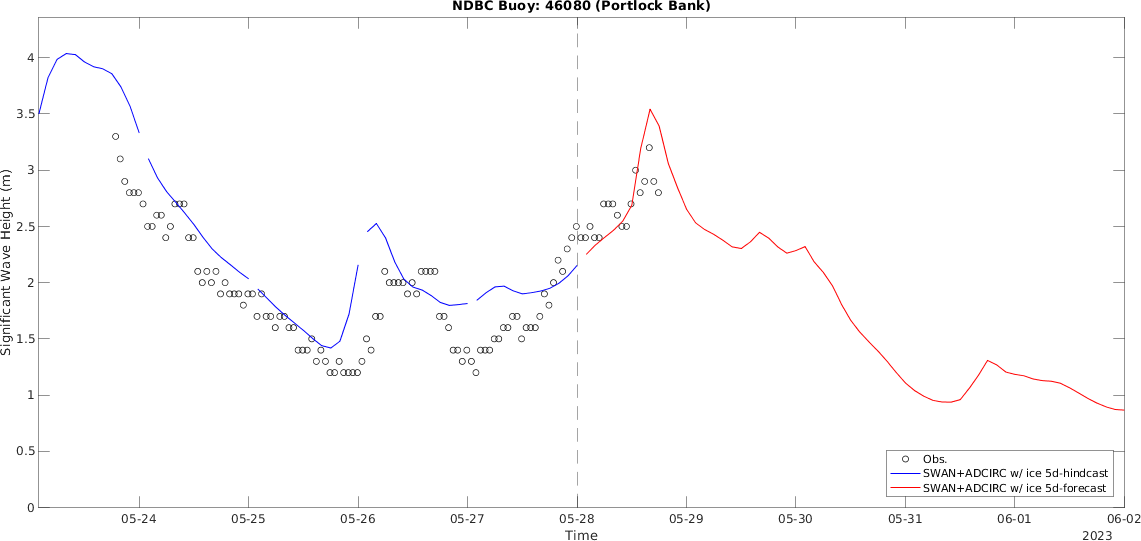 NDBC Buoy: 46080 (Portlock Bank)
4
3.5
3
2.5
2
1.5
1
0.5
0
Significant Wave Height (m)
Obs.
SWAN+ADCIRC w/ ice 5d-hindcast
SWAN+ADCIRC w/ ice 5d-forecast
05-24 05-25 05-26 05-27 05-28 05-29 05-30 05-31 06-01 06-02
Time
2023